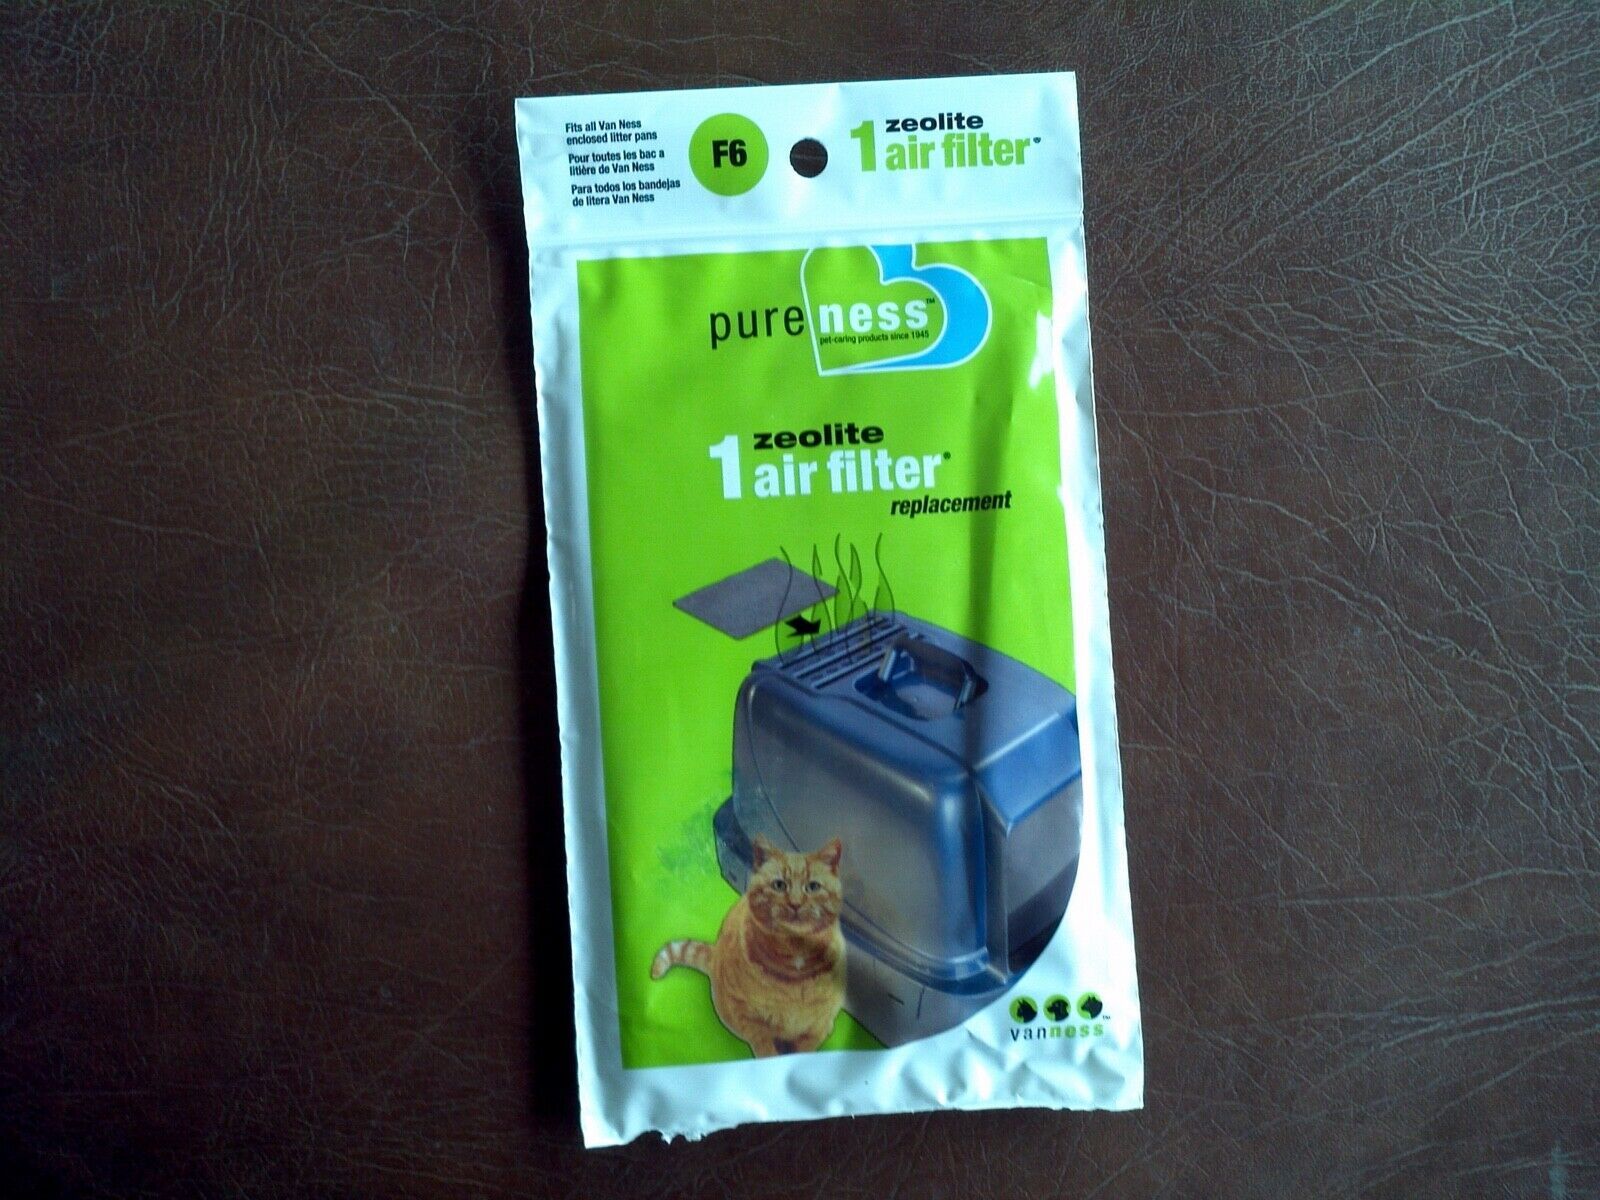 Fits all Van Ness
enclosed litter pans
Pour toutes les bac a
litière de Van Ness
Para todos los bandejas
de litera Van Ness
F6
1 zeolite
air filter®
pureness™
pet-caring products since 1945
1 zeolite
air filter®
replacement
vanness™